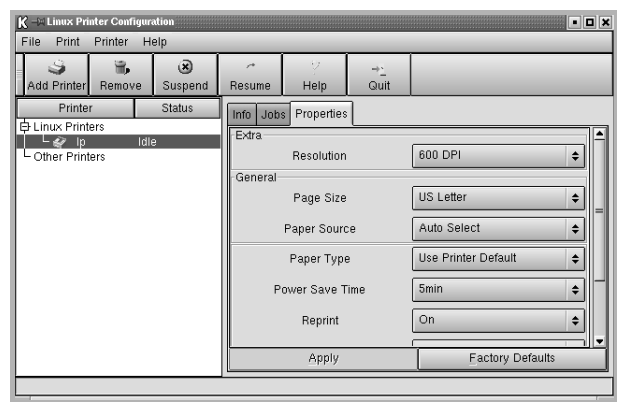 Linux Printer Configuration
File Print Printer Help
Add Printer Remove Suspend Resume Help Quit
Printer Status
Linux Printers
lp Idle
Other Printers
Info Jobs Properties
Extra
Resolution 600 DPI
General
Page Size US Letter
Paper Source Auto Select
Paper Type Use Printer Default
Power Save Time 5min
Reprint On
Apply Factory Defaults